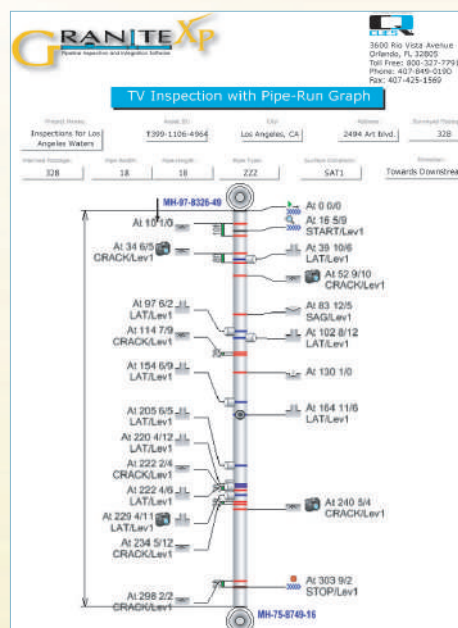 GRANITEXP
Pipeline Inspection and Integration Software
CUES
3600 Rio Vista Avenue
Orlando, FL 32805
Toll Free: 800-327-7791
Phone: 407-849-0190
Fax: 407-425-1569
TV Inspection with Pipe-Run Graph
Project Name:
City:
Inspections for Los Angeles Waters
T399-1106-4964
Los Angeles, CA
2494 Art blvd.
328
328
18
18
ZZZ
SAT1
Towards Downstrea
MH-97-8326-49
At 0 0/0
At 10 1/0
At 16 5/9
START/Lev1
At 34 6/5
CRACK/Lev1
At 39 10/6
LAT/Lev1
At 52 9/10
CRACK/Lev1
At 97 6/2
LAT/Lev1
At 83 12/5
SAG/Lev1
At 114 7/9
CRACK/Lev1
At 102 8/12
LAT/Lev1
At 154 6/9
LAT/Lev1
At 130 1/0
At 205 6/5
LAT/Lev1
At 164 11/6
LAT/Lev1
At 220 4/12
LAT/Lev1
At 222 2/4
CRACK/Lev1
At 222 4/6
LAT/Lev1
At 229 4/11
LAT/Lev1
At 240 5/4
CRACK/Lev1
At 234 5/12
CRACK/Lev1
At 298 2/2
CRACK/Lev1
At 303 9/2
STOP/Lev1
MH-75-8749-16